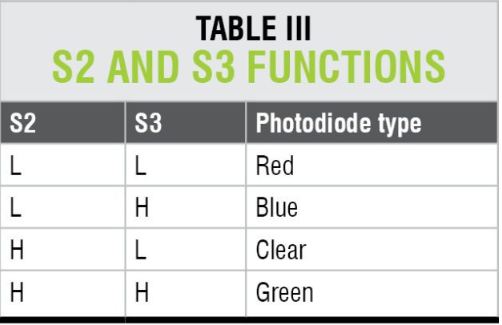 TABLE III
S2 AND S3 FUNCTIONS
S2 S3 Photodiode type
L L Red
L H Blue
H L Clear
H H Green